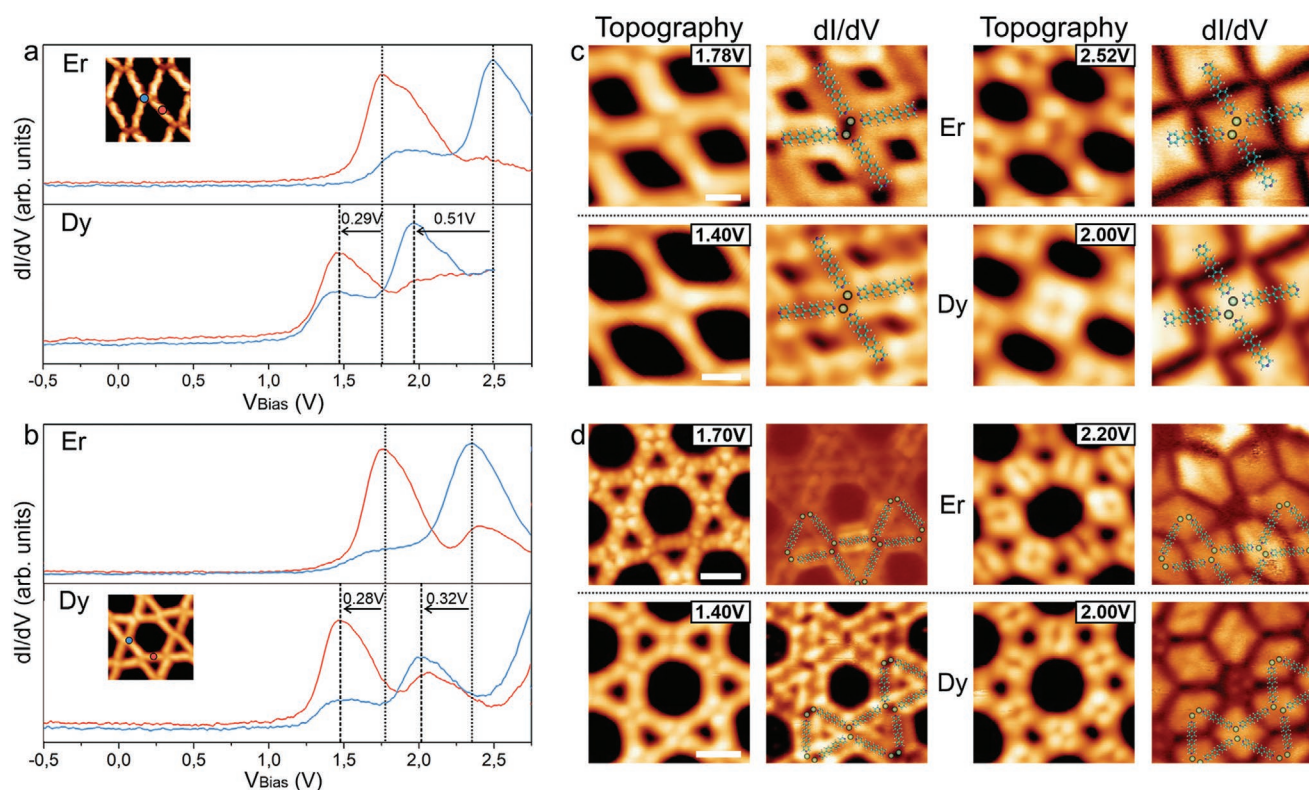 a
Er
Dy
0.29V
0.51V
dI/dV (arb. units)
-0,5 0,0 0,5 1,0 1,5 2,0 2,5
VBias (V)
b
Er
Dy
0.28V
0.32V
dI/dV (arb. units)
-0,5 0,0 0,5 1,0 1,5 2,0 2,5
VBias (V)
Topography dI/dV Topography dI/dV
c
1.78V
Er
2.52V
1.40V
Dy
2.00V
d
1.70V
Er
2.20V
1.40V
Dy
2.00V